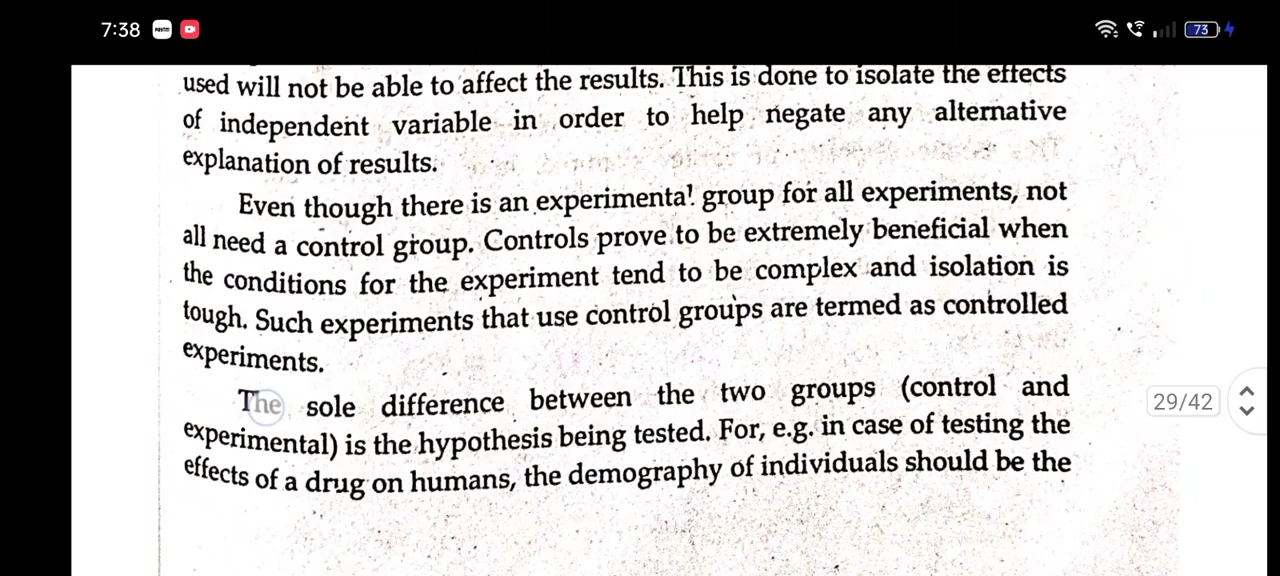 7:38
73
used will not be able to affect the results. This is done to isolate the effects
of independent variable in order to help negate any alternative
explanation of results.
Even though there is an experimental group for all experiments, not
all need a control group. Controls prove to be extremely beneficial when
the conditions for the experiment tend to be complex and isolation is
tough. Such experiments that use control groups are termed as controlled
experiments.
The sole difference between the two groups (control and
29/42
experimental) is the hypothesis being tested. For, e.g. in case of testing the
effects of a drug on humans, the demography of individuals should be the